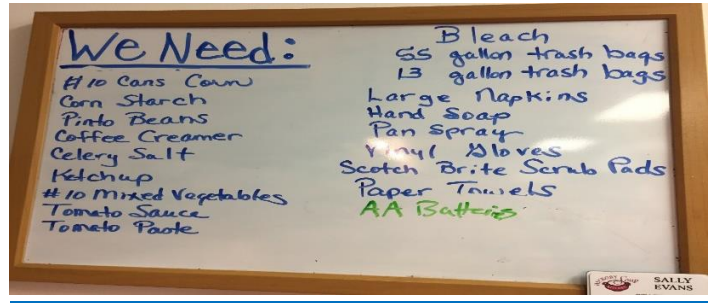 We Need:
#10 Cans Corn
Corn Starch
Pinto Beans
Coffee Creamer
Celery Salt
Ketchup
#10 Mixed Vegetables
Tomato Sauce
Tomato Paste
Bleach
55 gallon trash bags
13 gallon trash bags
Large Napkins
Hand Soap
Pan Spray
Vinyl Gloves
Scotch Brite Scrub Pads
Paper Towels
AA Batteries
SALLY
EVANS